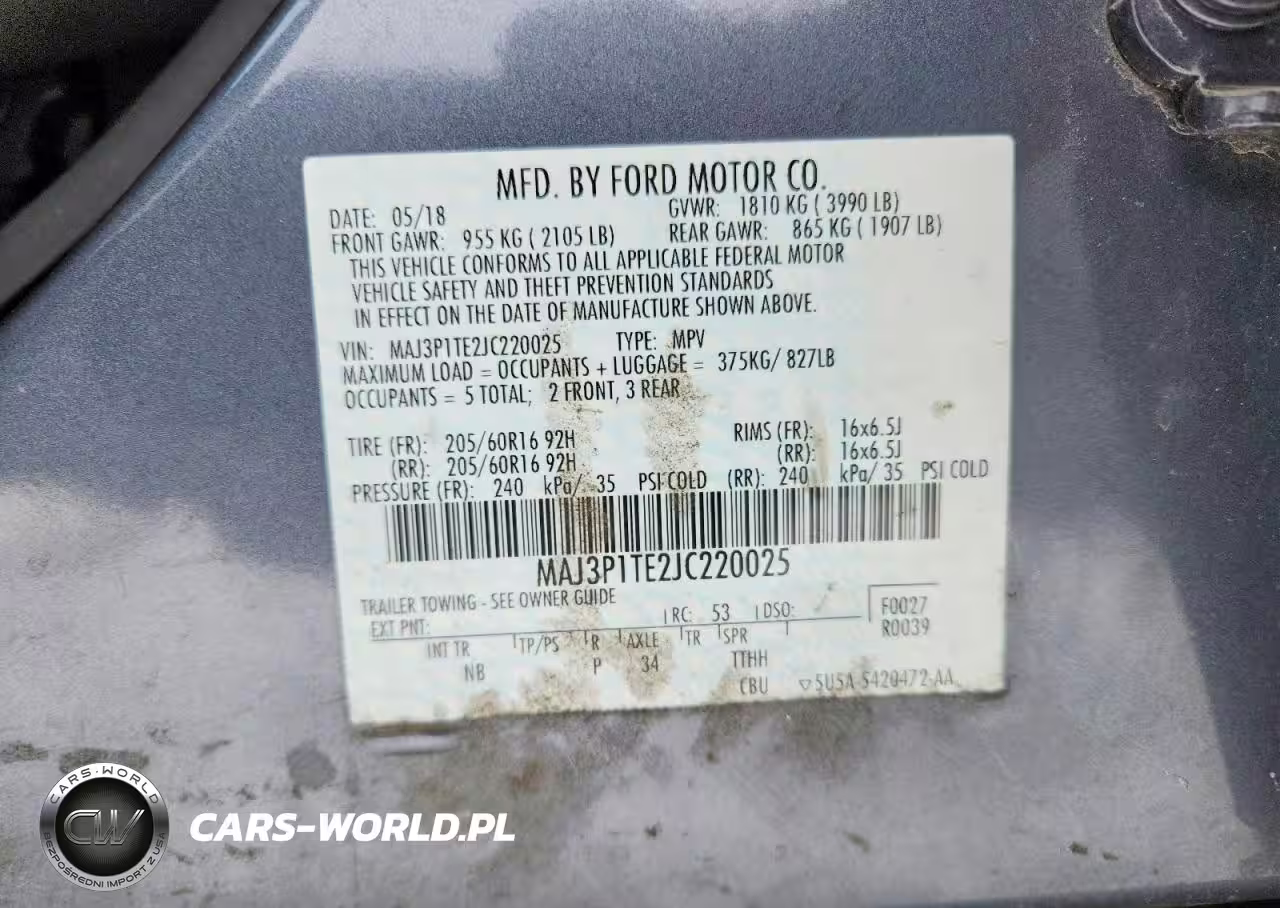 MFD. BY FORD MOTOR CO.
DATE: 05/18 GVWR: 1810 KG ( 3990 LB)
FRONT GAWR: 955 KG ( 2105 LB) REAR GAWR: 865 KG ( 1907 LB)
THIS VEHICLE CONFORMS TO ALL APPLICABLE FEDERAL MOTOR
VEHICLE SAFETY AND THEFT PREVENTION STANDARDS
IN EFFECT ON THE DATE OF MANUFACTURE SHOWN ABOVE.
VIN: MAJ3P1TE2JC220025 TYPE: MPV
MAXIMUM LOAD = OCCUPANTS + LUGGAGE = 375KG/ 827LB
OCCUPANTS = 5 TOTAL; 2 FRONT, 3 REAR
TIRE (FR): 205/60R16 92H RIMS (FR): 16x6.5J
(RR): 205/60R16 92H (RR): 16x6.5J
PRESSURE (FR): 240 kPa/ 35 PSI COLD (RR): 240 kPa/ 35 PSI COLD
MAJ3P1TE2JC220025
TRAILER TOWING - SEE OWNER GUIDE
EXT PNT: RC: 53 DSO: F0027
R0039
INT TR TP/PS R AXLE TR SPR
NB P 34 TTHH
CBU ▽5U5A-5420472-AA
CARS-WORLD
CW
BEZPOŚREDNI IMPORT Z USA
CARS-WORLD.PL